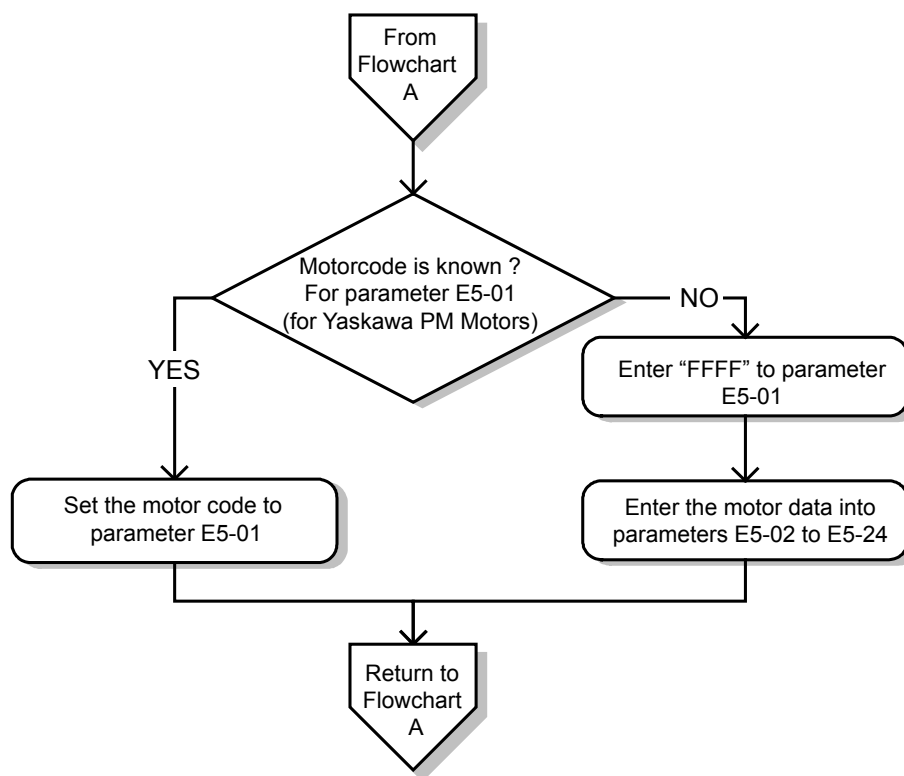 From
Flowchart
A
Motorcode is known ?
For parameter E5-01
(for Yaskawa PM Motors)
YES
NO
Enter “FFFF” to parameter
E5-01
Set the motor code to
parameter E5-01
Enter the motor data into
parameters E5-02 to E5-24
Return to
Flowchart
A